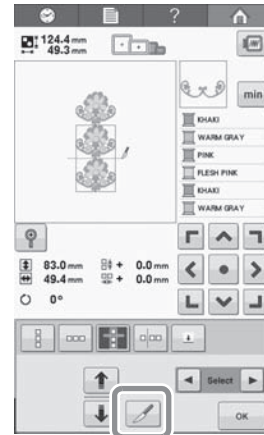 ?
124.4 mm
49.3 mm
min
KHAKI
WARM GRAY
PINK
FLESH PINK
KHAKI
WARM GRAY
83.0 mm + 0.0 mm
49.4 mm + 0.0 mm
0°
Select
OK